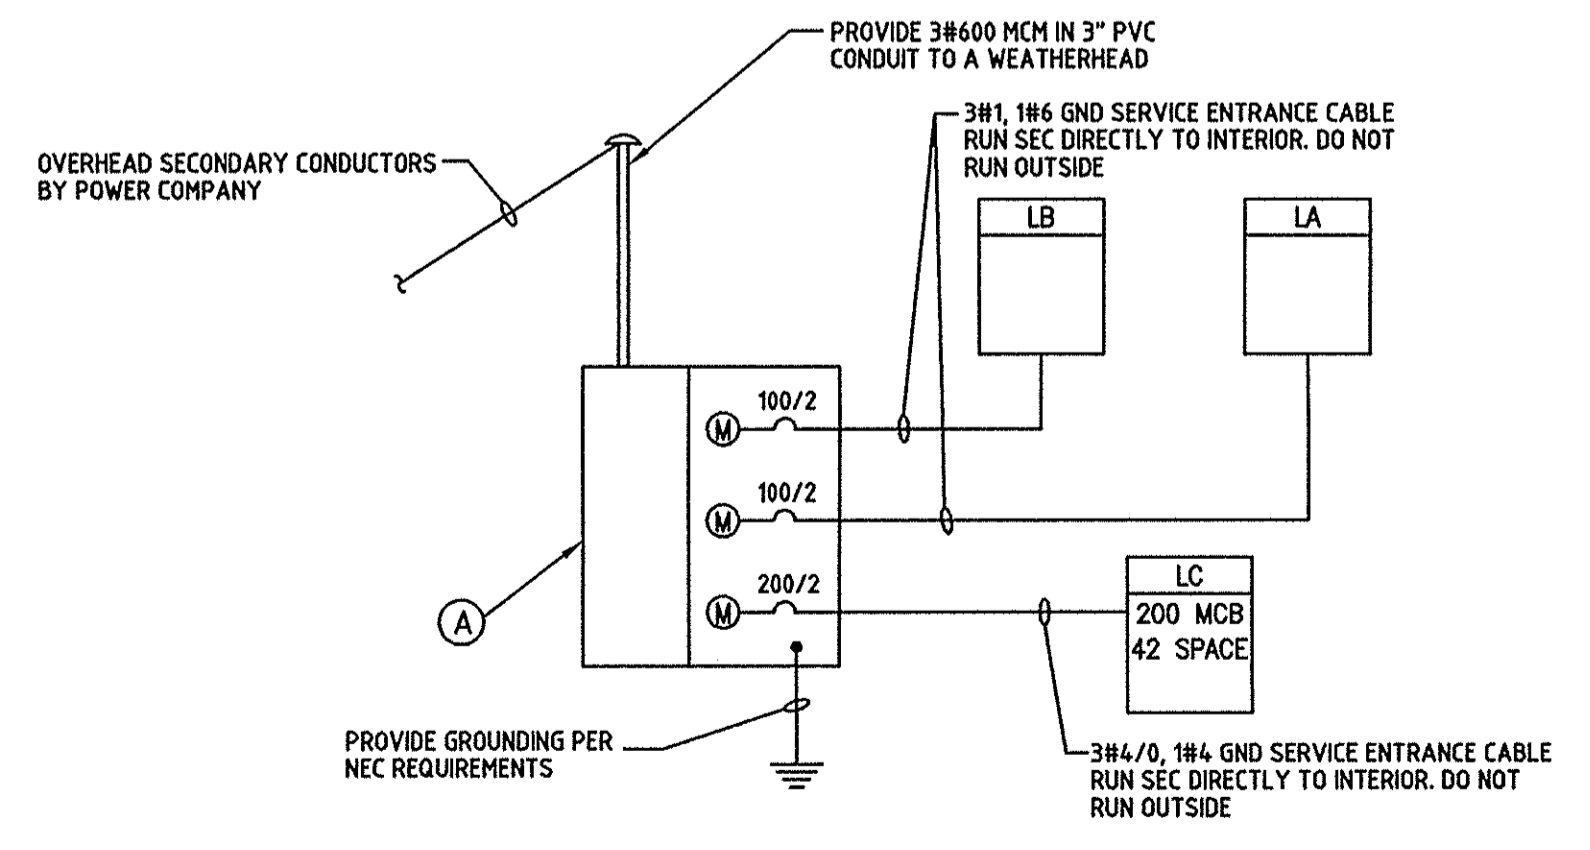 PROVIDE 3#600 MCM IN 3" PVC
CONDUIT TO A WEATHERHEAD
3#1, 1#6 GND SERVICE ENTRANCE CABLE
RUN SEC DIRECTLY TO INTERIOR. DO NOT
RUN OUTSIDE
OVERHEAD SECONDARY CONDUCTORS
BY POWER COMPANY
LB
LA
100/2
M
100/2
M
200/2
M
LC
200 MCB
42 SPACE
A
PROVIDE GROUNDING PER
NEC REQUIREMENTS
3#4/0, 1#4 GND SERVICE ENTRANCE CABLE
RUN SEC DIRECTLY TO INTERIOR. DO NOT
RUN OUTSIDE